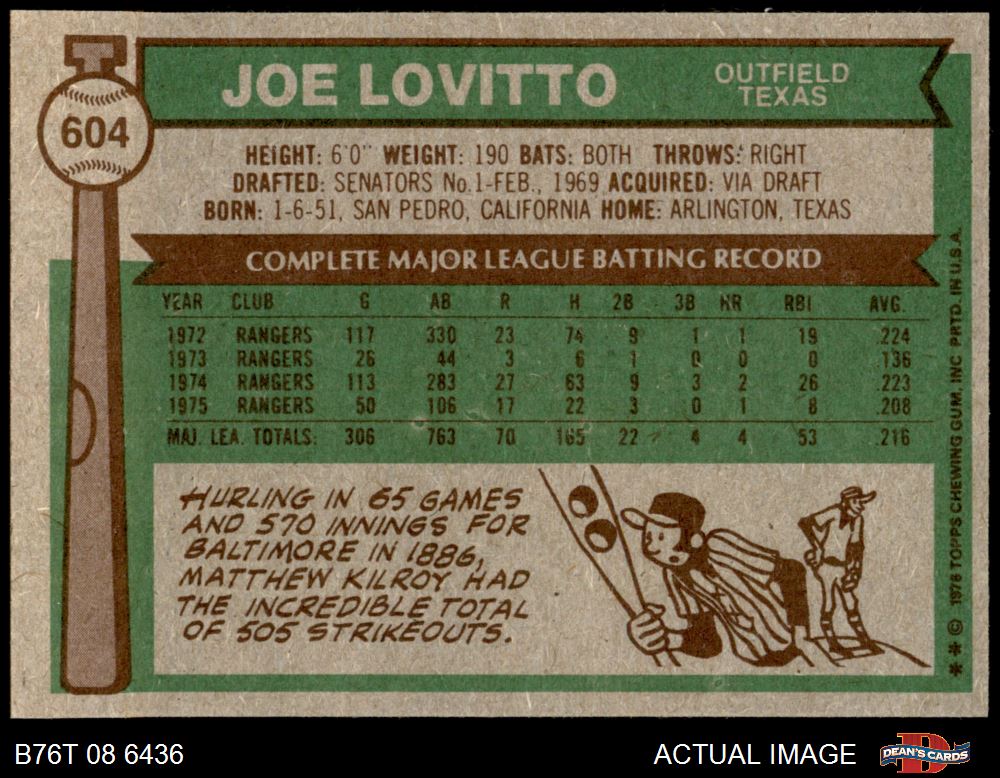 604
JOE LOVITTO
OUTFIELD
TEXAS
HEIGHT: 6'0" WEIGHT: 190 BATS: BOTH THROWS: RIGHT
DRAFTED: SENATORS No.1-FEB., 1969 ACQUIRED: VIA DRAFT
BORN: 1-6-51, SAN PEDRO, CALIFORNIA HOME: ARLINGTON, TEXAS
COMPLETE MAJOR LEAGUE BATTING RECORD
YEAR CLUB G AB R H 2B 3B HR RBI AVG.
1972 RANGERS 117 330 23 74 9 1 1 19 .224
1973 RANGERS 26 44 3 6 1 0 0 0 .136
1974 RANGERS 113 283 27 63 9 3 2 26 .223
1975 RANGERS 50 106 17 22 3 0 1 8 .208
MAJ. LEA. TOTALS: 306 763 70 165 22 4 4 53 .216
HURLING IN 65 GAMES
AND 570 INNINGS FOR
BALTIMORE IN 1886,
MATTHEW KILROY HAD
THE INCREDIBLE TOTAL
OF 505 STRIKEOUTS.
** © 1976 TOPPS CHEWING GUM, INC. PRTD. IN U.S.A.
B76T 08 6436
ACTUAL IMAGE
DEAN'S CARDS